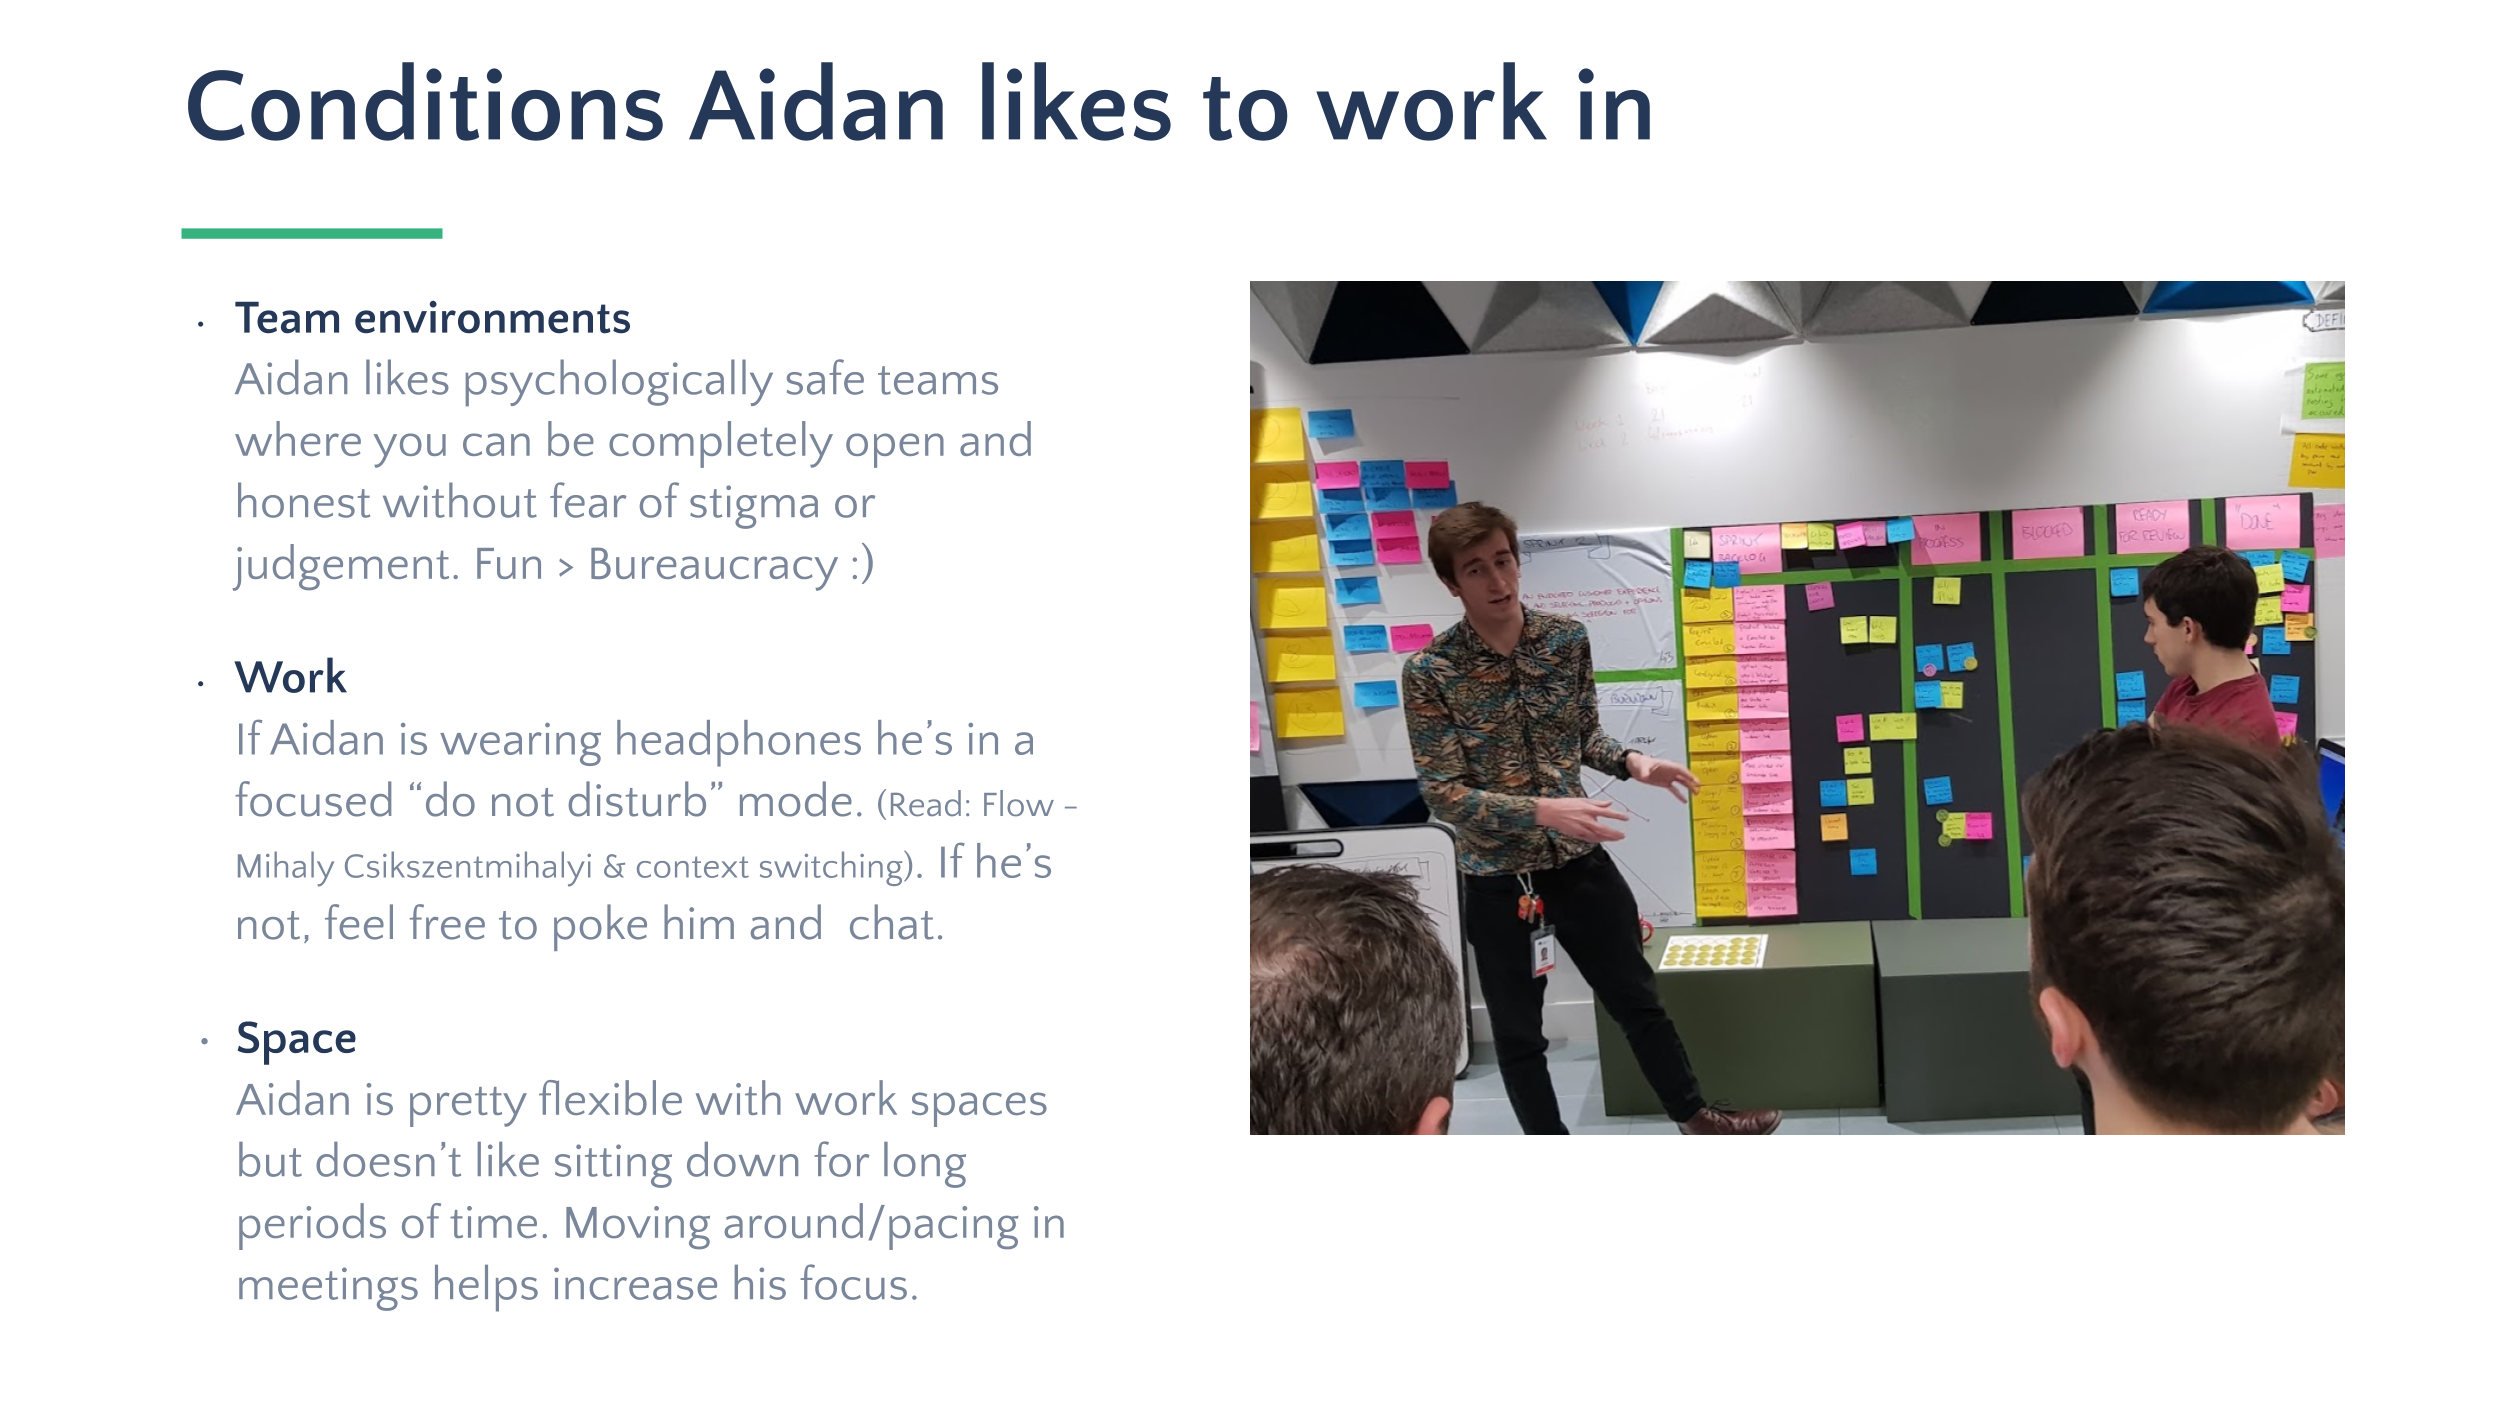 Conditions Aidan likes to work in
• Team environments
Aidan likes psychologically safe teams
where you can be completely open and
honest without fear of stigma or
judgement. Fun > Bureaucracy :)
• Work
If Aidan is wearing headphones he’s in a
focused “do not disturb” mode. (Read: Flow –
Mihaly Csikszentmihalyi & context switching). If he’s
not, feel free to poke him and  chat.
• Space
Aidan is pretty flexible with work spaces
but doesn’t like sitting down for long
periods of time. Moving around/pacing in
meetings helps increase his focus.
SPRINT
BACKLOG
BLOCKED
READY
FOR REVIEW
"DONE"